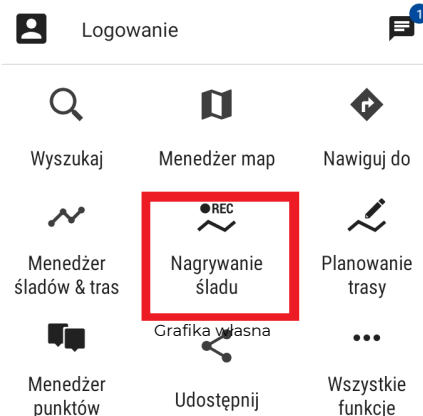 Logowanie
1
Wyszukaj
Menedżer map
Nawiguj do
REC
Menedżer
śladów & tras
Nagrywanie
śladu
Planowanie
trasy
Grafika własna
Menedżer
punktów
Udostępnij
Wszystkie
funkcje